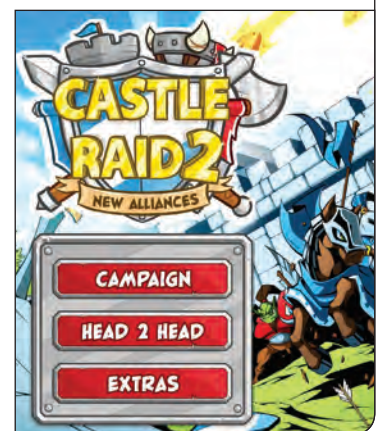 CASTLE
RAID 2
NEW ALLIANCES
CAMPAIGN
HEAD 2 HEAD
EXTRAS